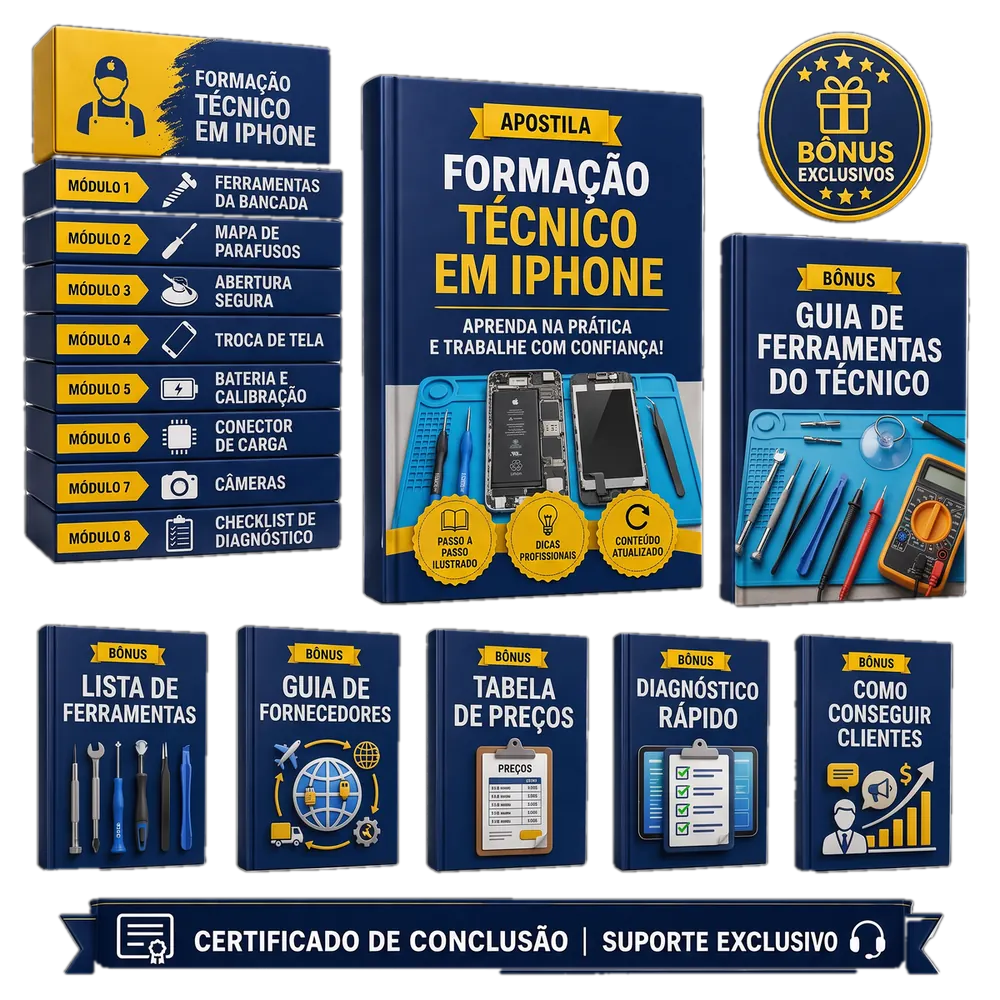 FORMAÇÃO
TÉCNICO
EM IPHONE
MÓDULO 1
FERRAMENTAS
DA BANCADA
MÓDULO 2
MAPA DE
PARAFUSOS
MÓDULO 3
ABERTURA
SEGURA
MÓDULO 4
TROCA DE TELA
MÓDULO 5
BATERIA E
CALIBRAÇÃO
MÓDULO 6
CONECTOR
DE CARGA
MÓDULO 7
CÂMERAS
MÓDULO 8
CHECKLIST DE
DIAGNÓSTICO
APOSTILA
FORMAÇÃO
TÉCNICO
EM IPHONE
APRENDA NA PRÁTICA
E TRABALHE COM CONFIANÇA!
PASSO A
PASSO
ILUSTRADO
DICAS
PROFISSIONAIS
CONTEÚDO
ATUALIZADO
BÔNUS
EXCLUSIVOS
BÔNUS
GUIA DE
FERRAMENTAS
DO TÉCNICO
BÔNUS
LISTA DE
FERRAMENTAS
BÔNUS
GUIA DE
FORNECEDORES
BÔNUS
TABELA
DE PREÇOS
PREÇOS
BÔNUS
DIAGNÓSTICO
RÁPIDO
BÔNUS
COMO
CONSEGUIR
CLIENTES
$
CERTIFICADO DE CONCLUSÃO | SUPORTE EXCLUSIVO